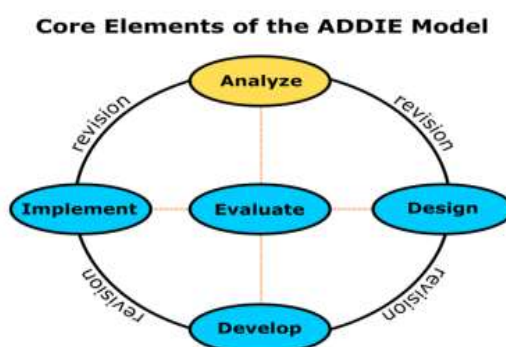 Core Elements of the ADDIE Model
Analyze
revision
revision
Implement
Evaluate
Design
revision
revision
Develop